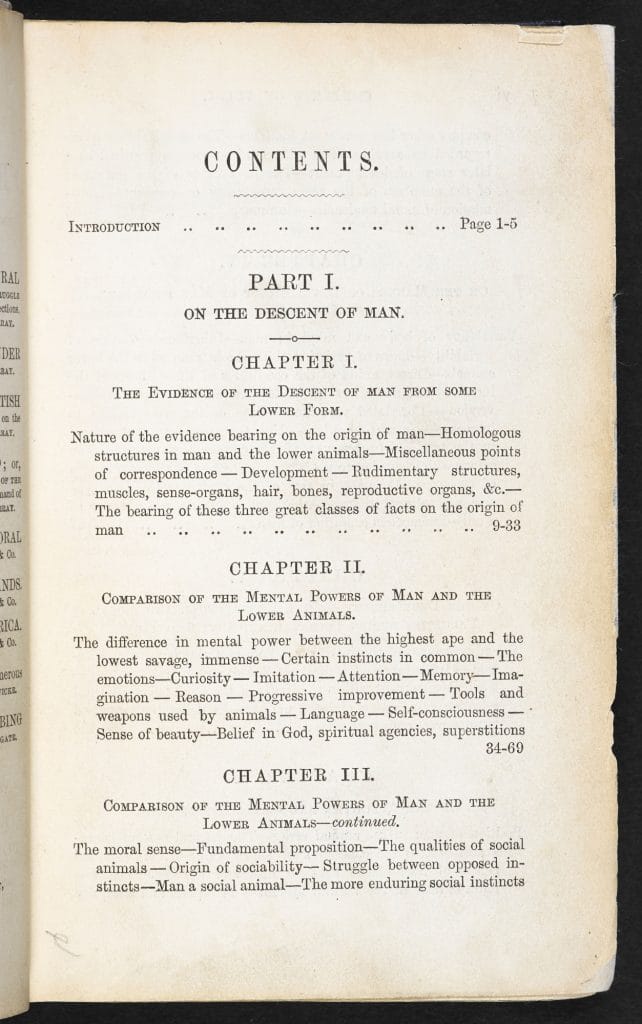 CONTENTS.
INTRODUCTION .. .. .. .. .. .. .. .. .. Page 1-5
PART I.
ON THE DESCENT OF MAN.
CHAPTER I.
THE EVIDENCE OF THE DESCENT OF MAN FROM SOME
LOWER FORM.
Nature of the evidence bearing on the origin of man—Homologous
structures in man and the lower animals—Miscellaneous points
of correspondence — Development — Rudimentary structures,
muscles, sense-organs, hair, bones, reproductive organs, &c.—
The bearing of these three great classes of facts on the origin of
man .. .. .. .. .. .. .. .. .. .. .. 9-33
CHAPTER II.
COMPARISON OF THE MENTAL POWERS OF MAN AND THE
LOWER ANIMALS.
The difference in mental power between the highest ape and the
lowest savage, immense — Certain instincts in common — The
emotions—Curiosity — Imitation — Attention — Memory— Ima-
gination — Reason — Progressive improvement — Tools and
weapons used by animals — Language — Self-consciousness —
Sense of beauty—Belief in God, spiritual agencies, superstitions
34-69
CHAPTER III.
COMPARISON OF THE MENTAL POWERS OF MAN AND THE
LOWER ANIMALS—continued.
The moral sense—Fundamental proposition—The qualities of social
animals — Origin of sociability— Struggle between opposed in-
stincts—Man a social animal—The more enduring social instincts